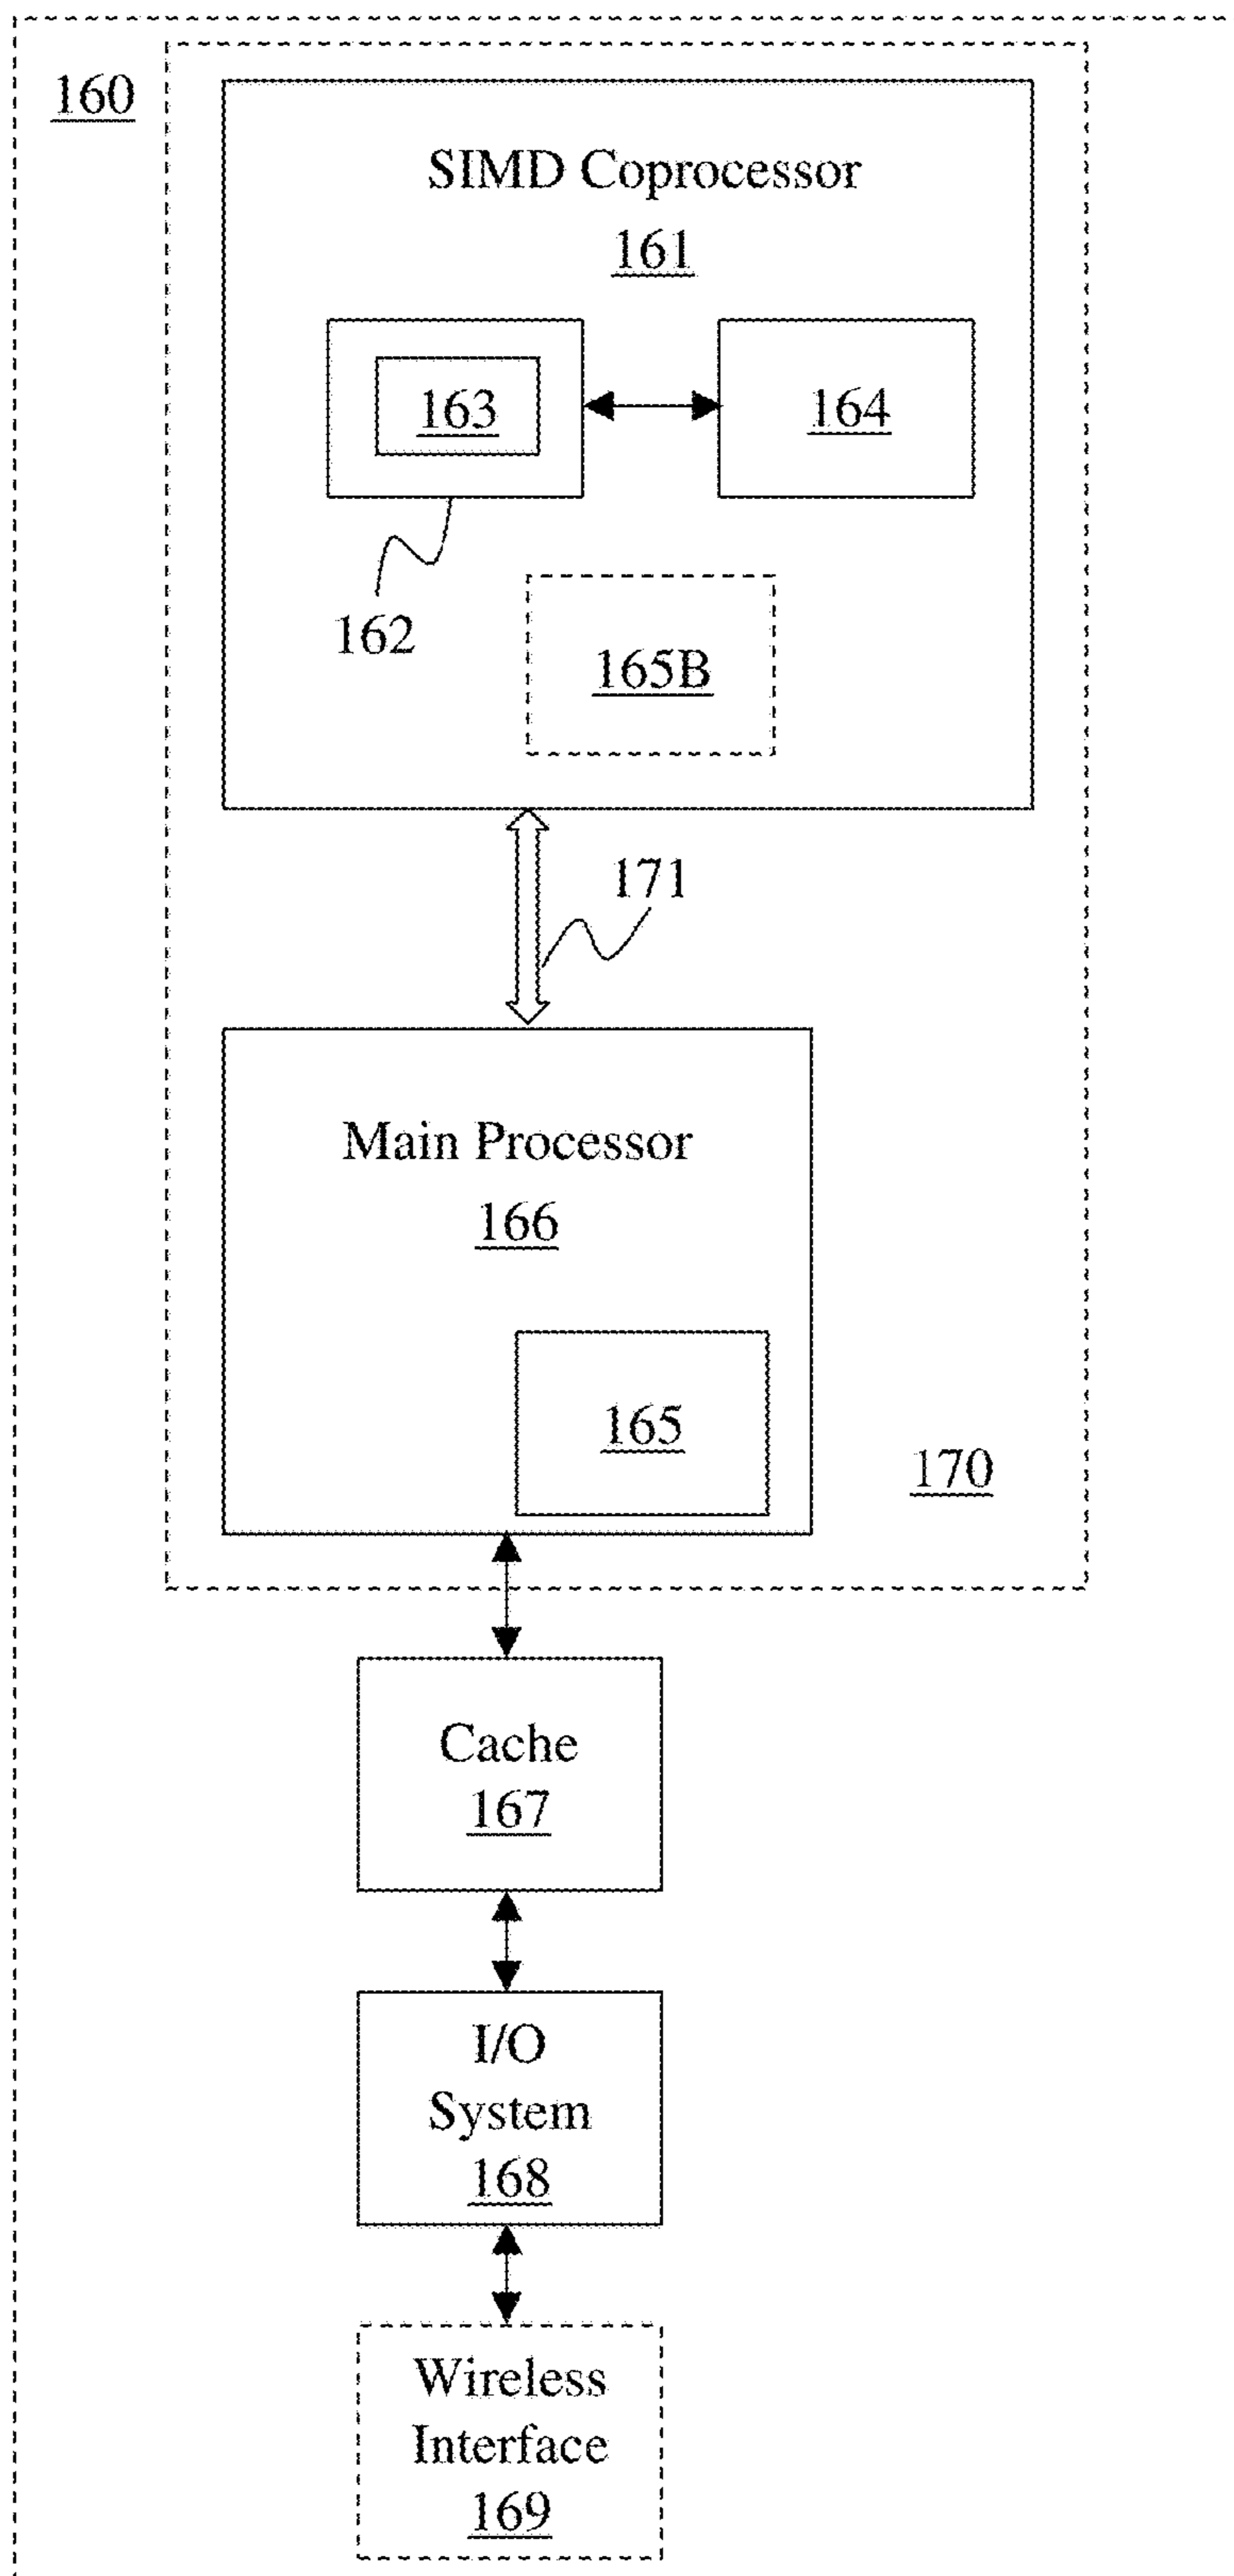 160
SIMD Coprocessor
161
163
164
162
165B
171
Main Processor
166
165
170
Cache
167
I/O
System
168
Wireless
Interface
169